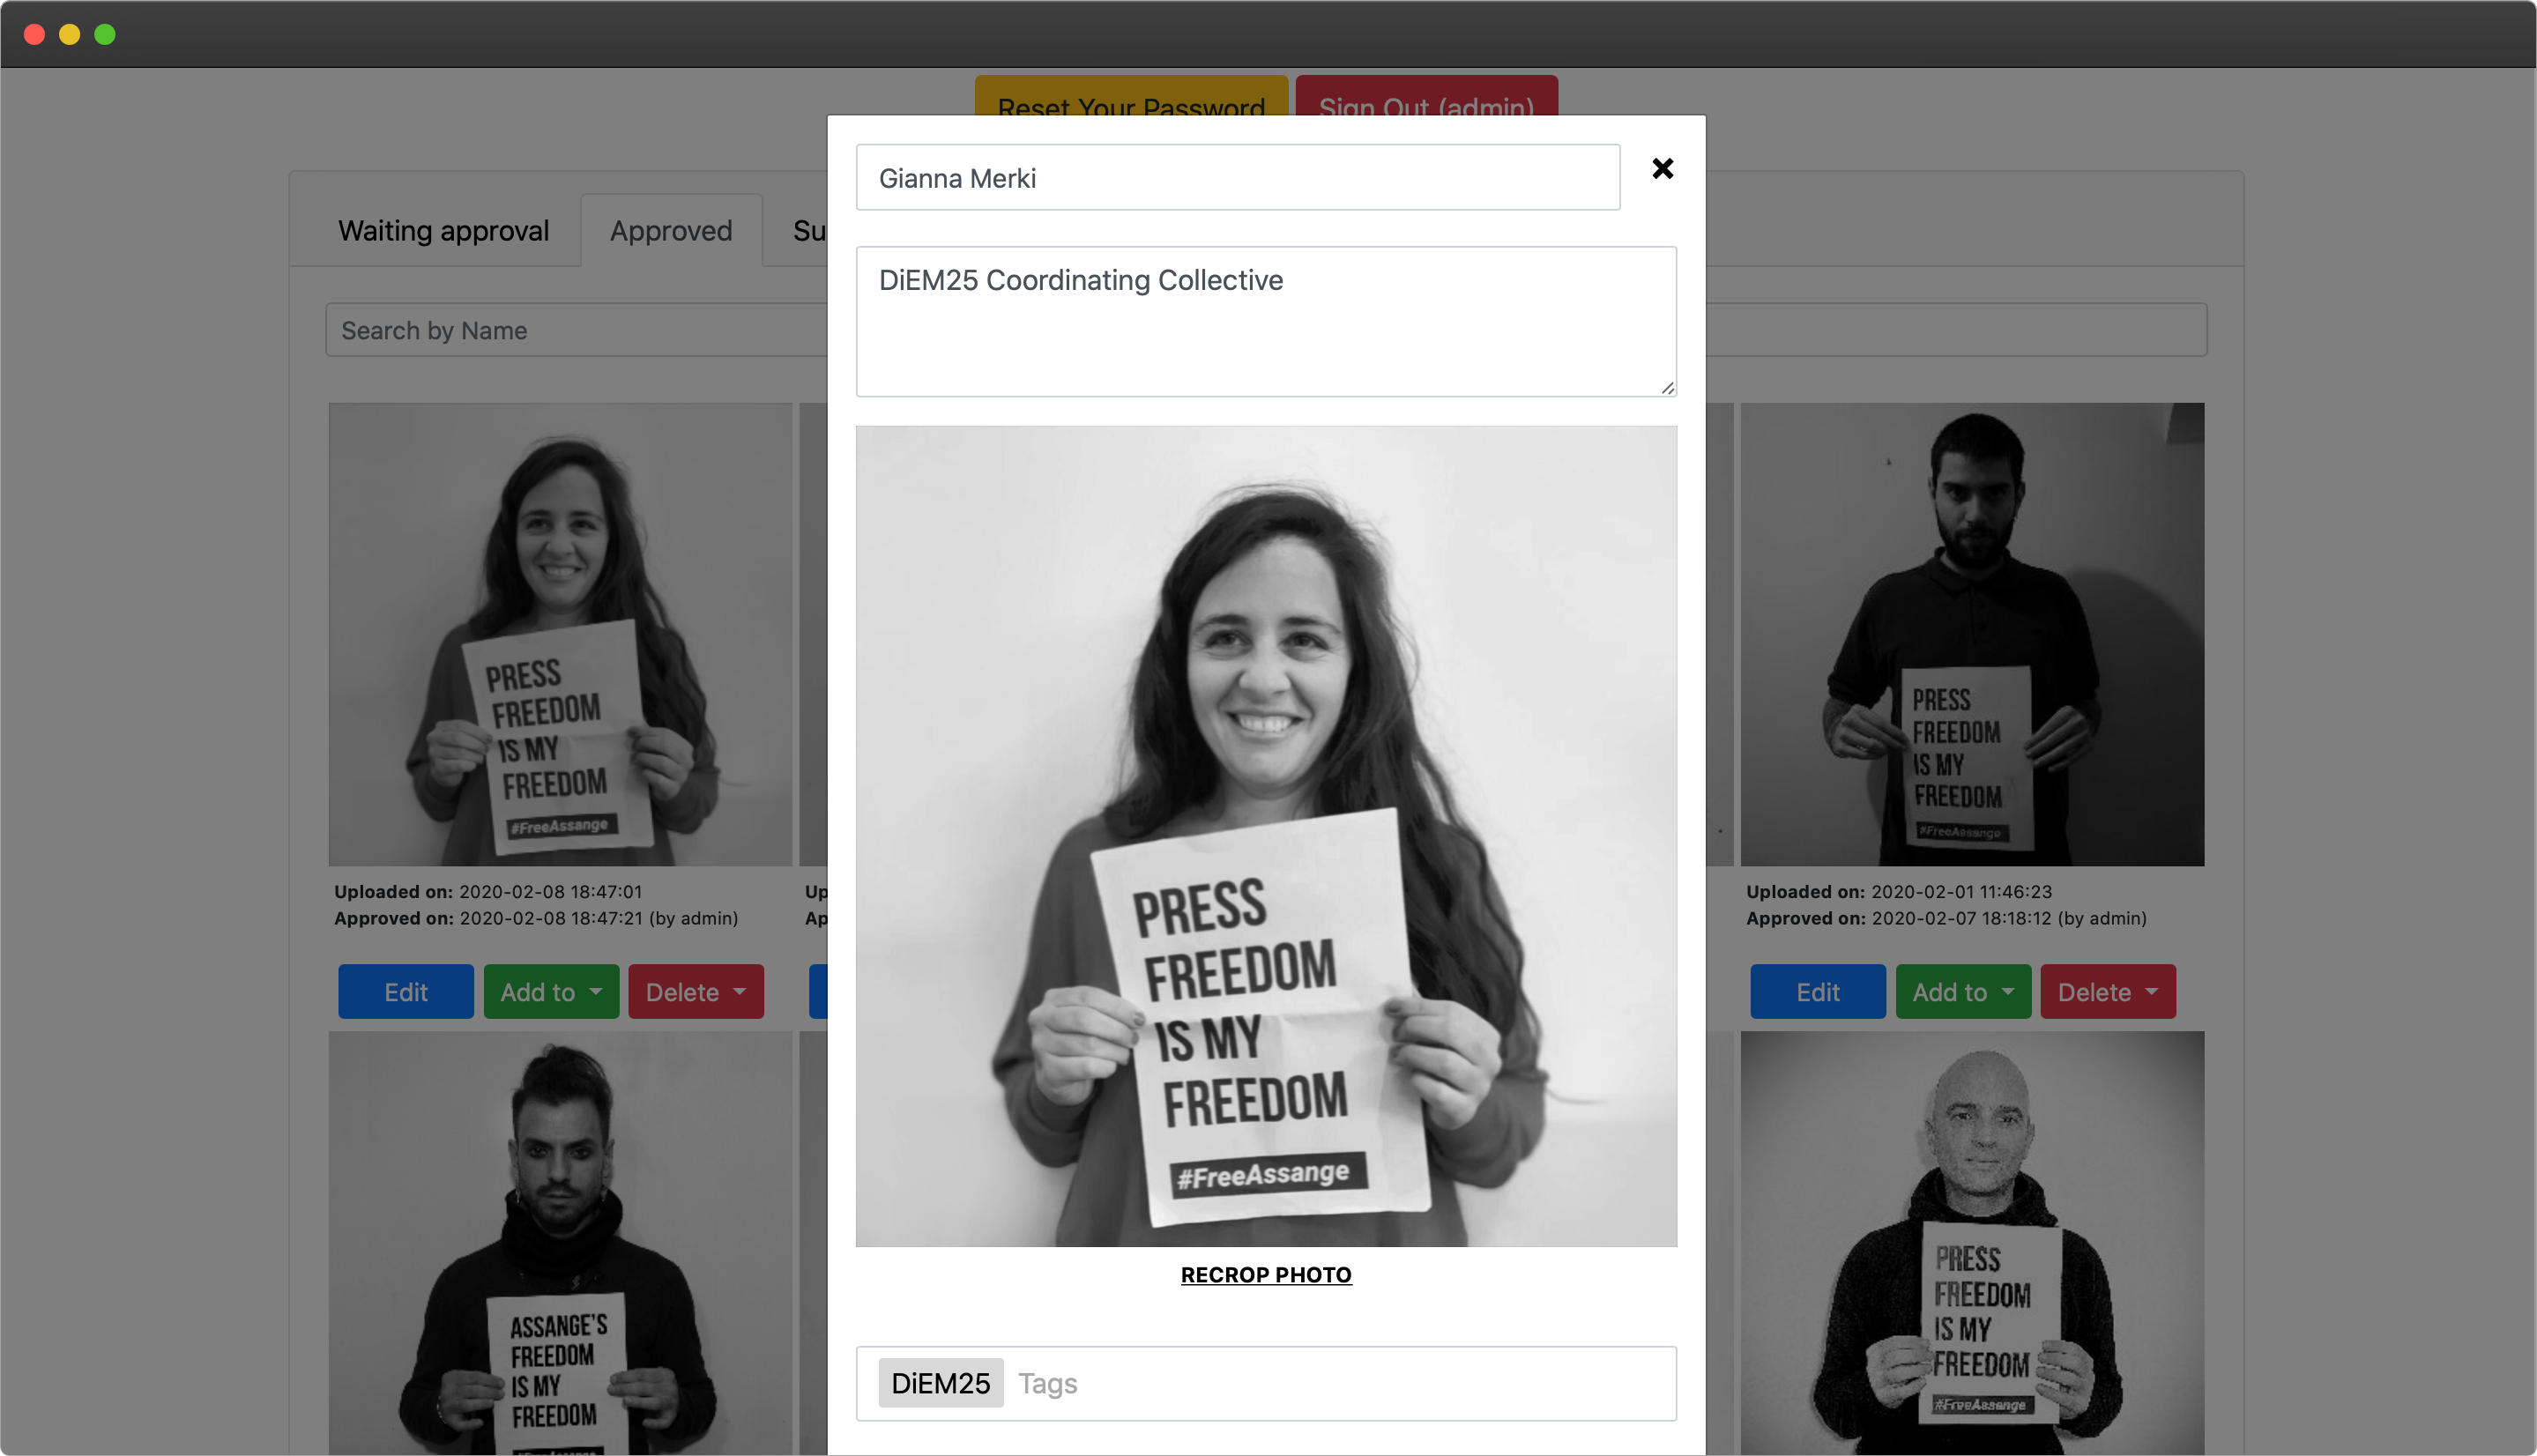 Reset Your Password
Sign Out (admin)
Waiting approval
Approved
Su
Search by Name
Gianna Merki
DiEM25 Coordinating Collective
PRESS
FREEDOM
IS MY
FREEDOM
#FreeAssange
RECROP PHOTO
DiEM25
Tags
PRESS
FREEDOM
IS MY
FREEDOM
#FreeAssange
Uploaded on: 2020-02-08 18:47:01
Approved on: 2020-02-08 18:47:21 (by admin)
Edit
Add to
Delete
Up
Ap
PRESS
FREEDOM
IS MY
FREEDOM
#FreeAssange
Uploaded on: 2020-02-01 11:46:23
Approved on: 2020-02-07 18:18:12 (by admin)
Edit
Add to
Delete
ASSANGE'S
FREEDOM
IS MY
FREEDOM
PRESS
FREEDOM
IS MY
FREEDOM
#FreeAssange